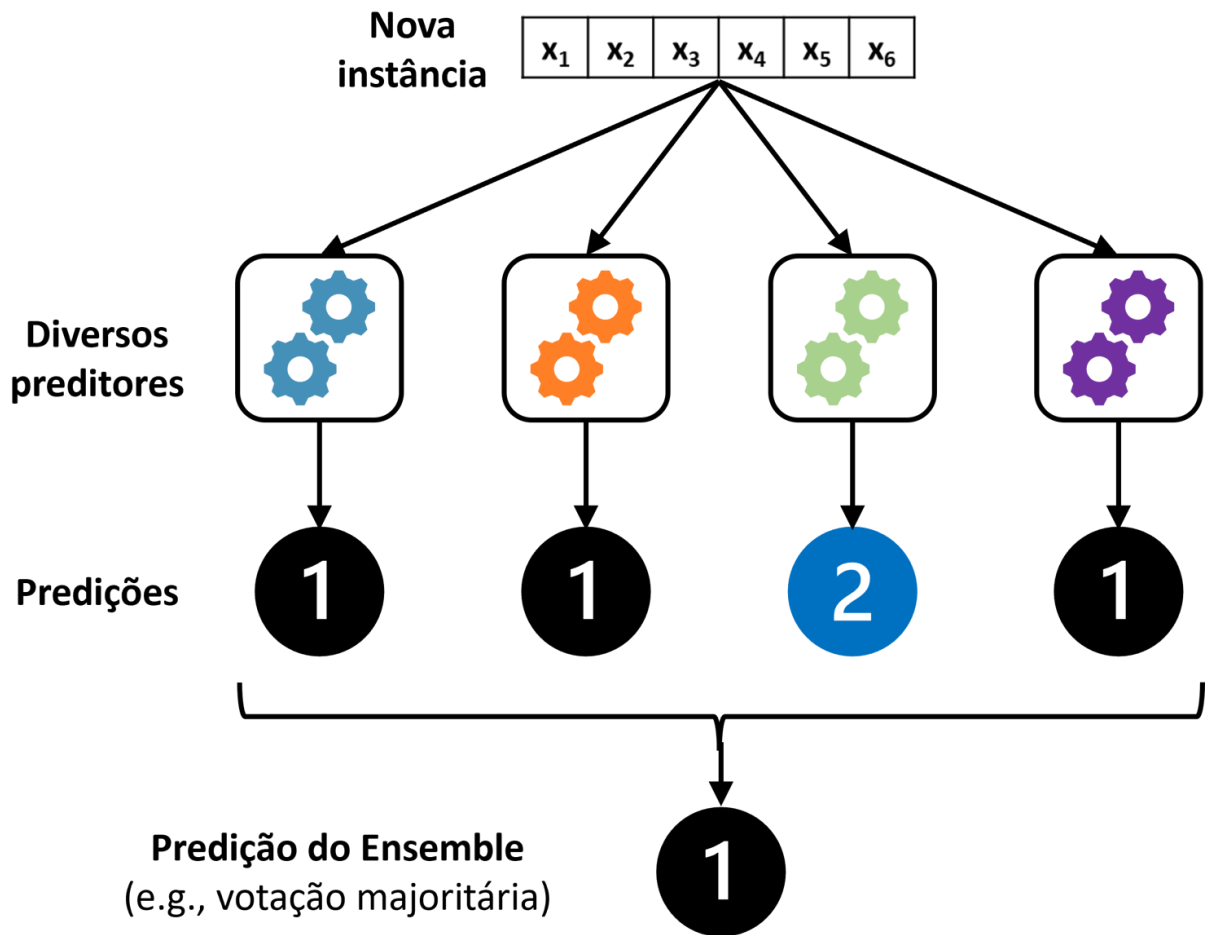 Nova
instância
x₁ x₂ x₃ x₄ x₅ x₆
Diversos
preditores
Predições
1 1 2 1
Predição do Ensemble
(e.g., votação majoritária)
1